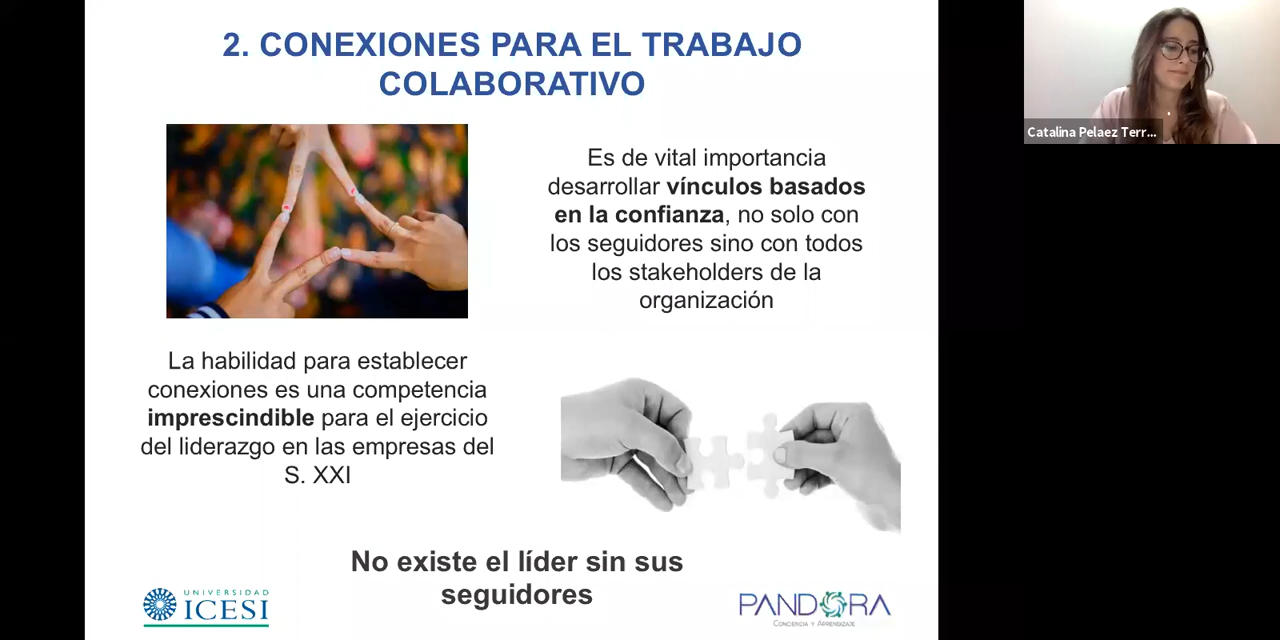 2. CONEXIONES PARA EL TRABAJO
COLABORATIVO
Catalina Pelaez Terr...
Es de vital importancia
desarrollar vínculos basados
en la confianza, no solo con
los seguidores sino con todos
los stakeholders de la
organización
La habilidad para establecer
conexiones es una competencia
imprescindible para el ejercicio
del liderazgo en las empresas del
S. XXI
No existe el líder sin sus
seguidores
UNIVERSIDAD
ICESI
PANDORA
CONCIENCIA Y APRENDIZAJE